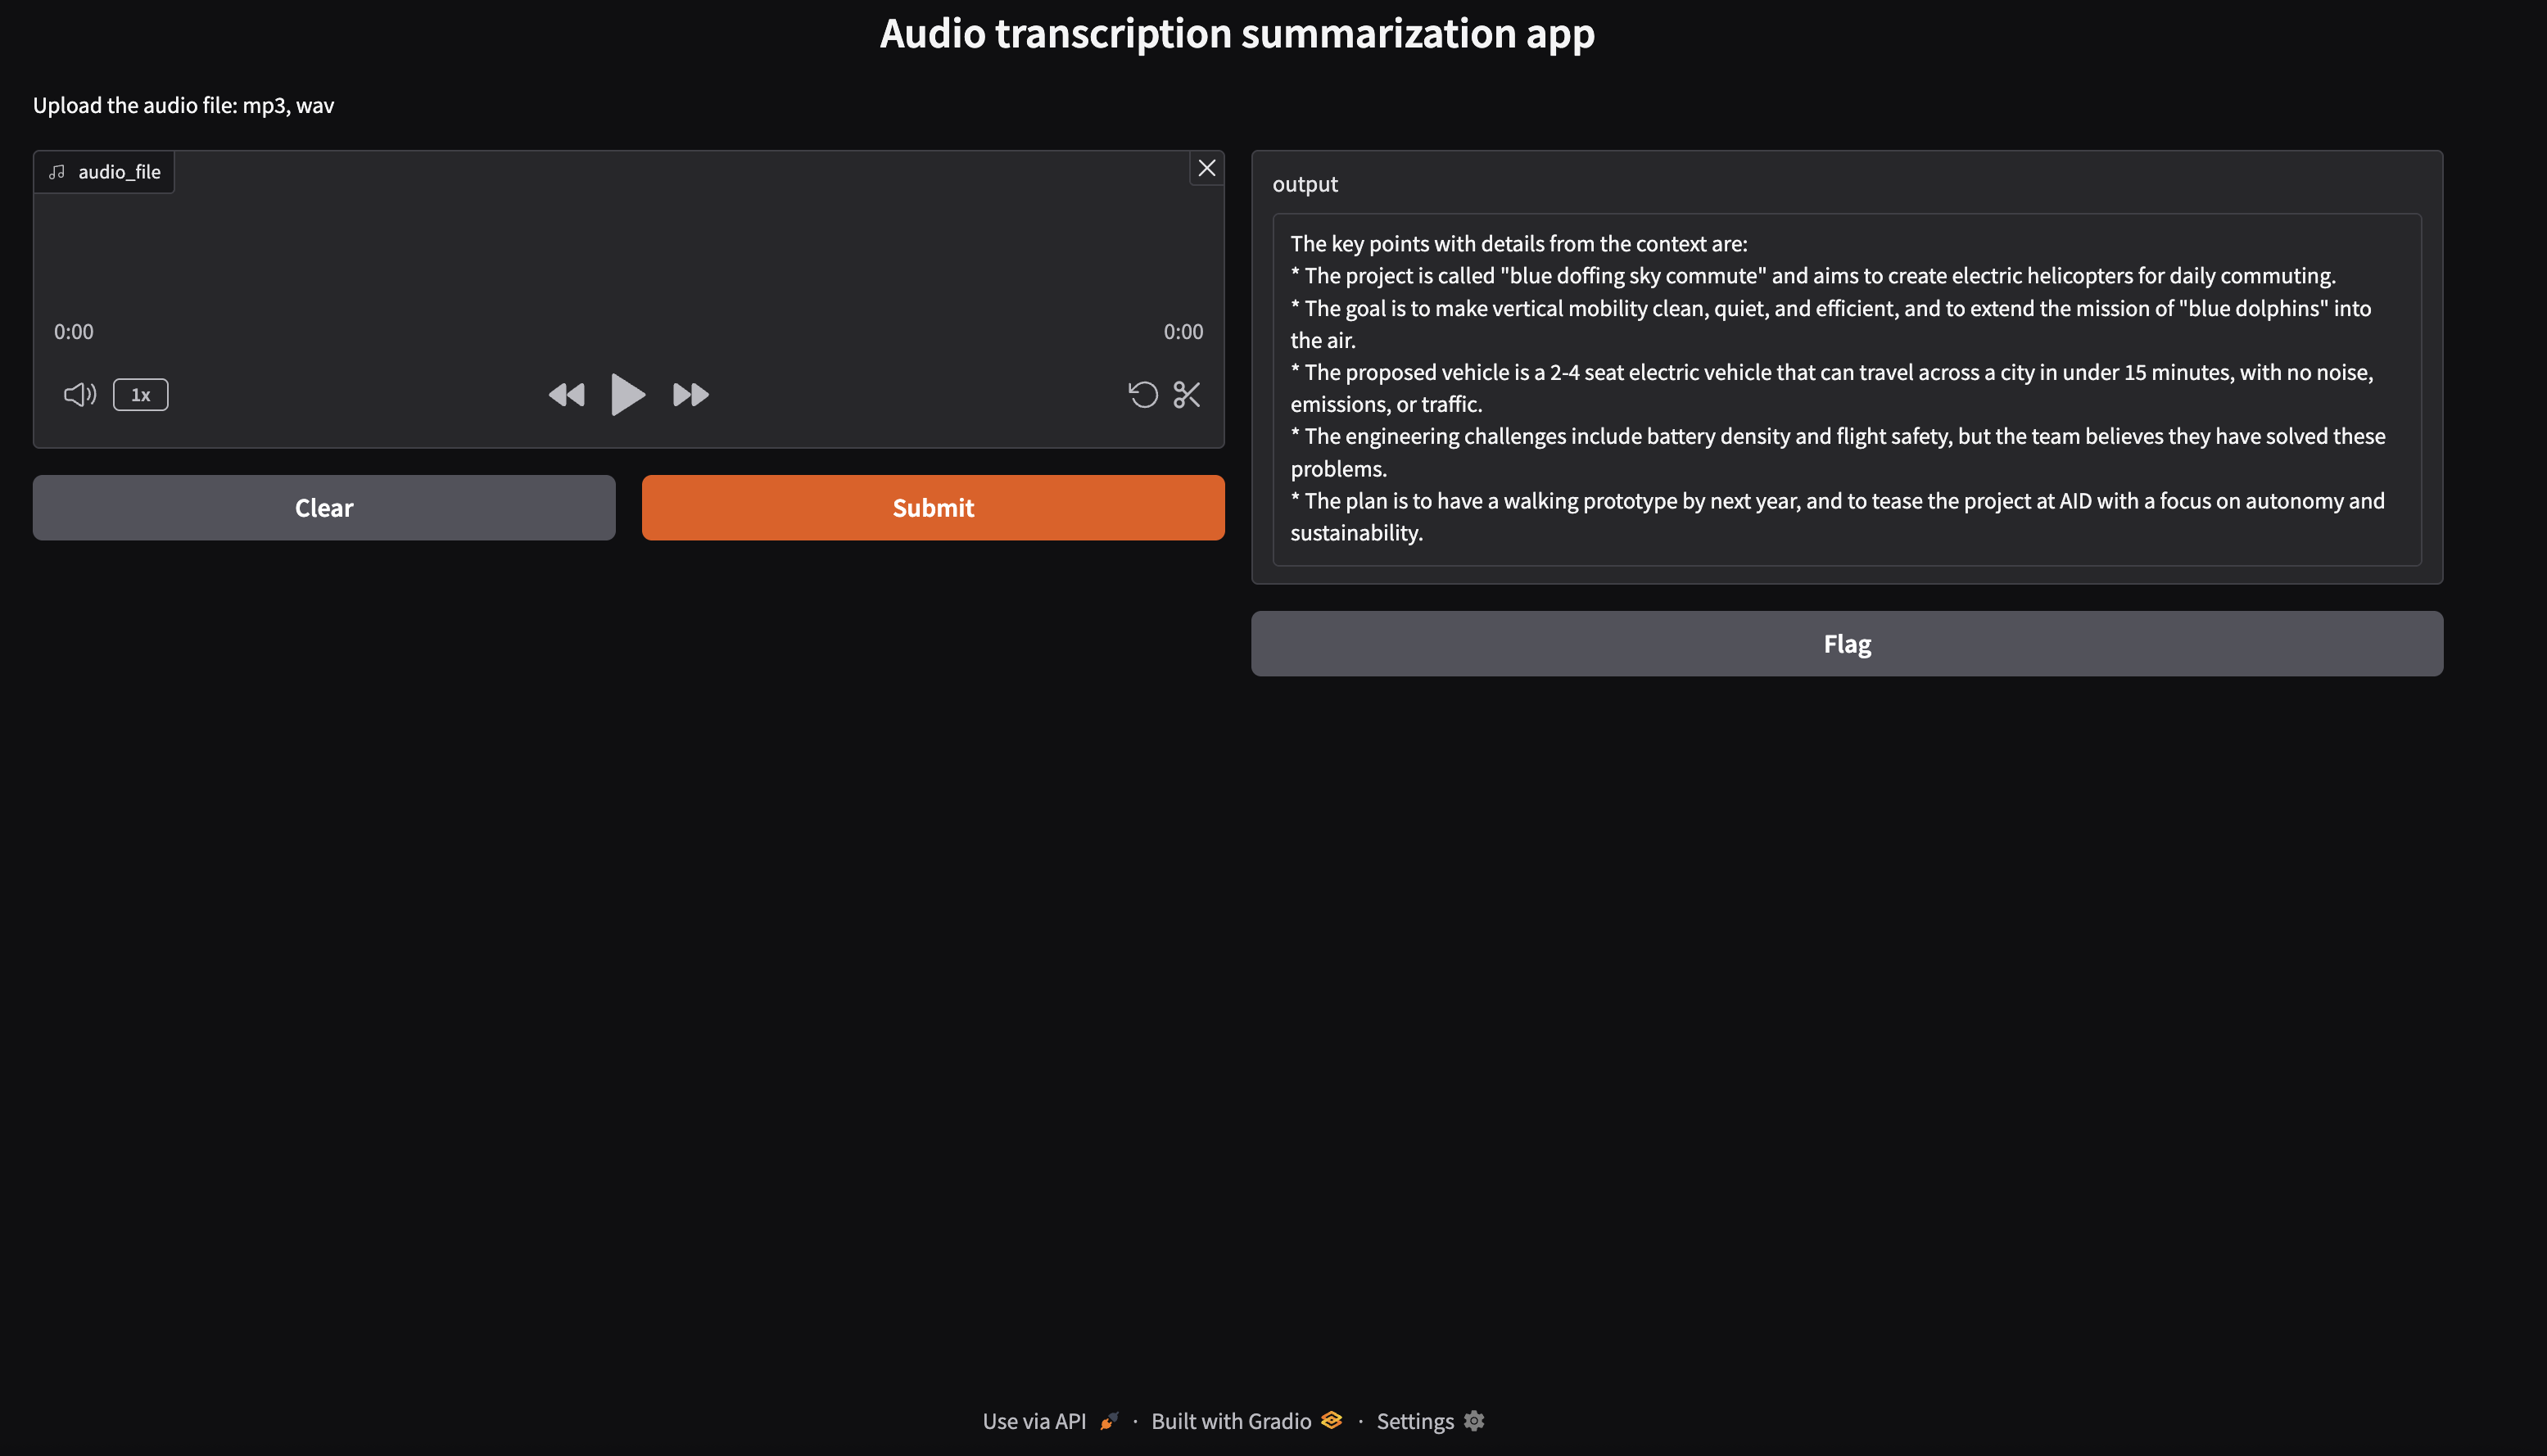 Audio transcription summarization app
Upload the audio file: mp3, wav
audio_file
0:00
0:00
1x
Clear
Submit
output
The key points with details from the context are:
* The project is called "blue doffing sky commute" and aims to create electric helicopters for daily commuting.
* The goal is to make vertical mobility clean, quiet, and efficient, and to extend the mission of "blue dolphins" into
the air.
* The proposed vehicle is a 2-4 seat electric vehicle that can travel across a city in under 15 minutes, with no noise,
emissions, or traffic.
* The engineering challenges include battery density and flight safety, but the team believes they have solved these
problems.
* The plan is to have a walking prototype by next year, and to tease the project at AID with a focus on autonomy and
sustainability.
Flag
Use via API · Built with Gradio · Settings